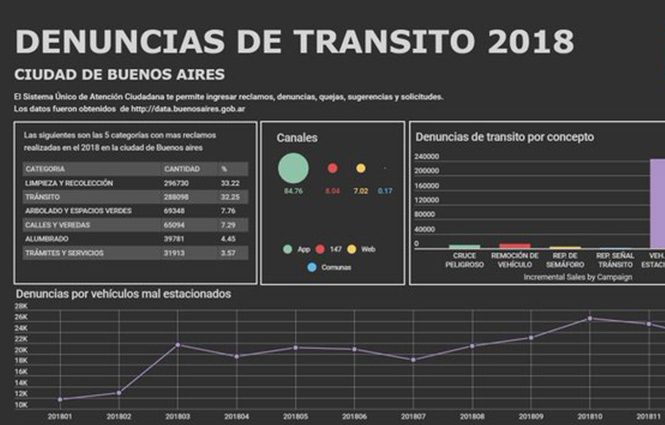 DENUNCIAS DE TRANSITO 2018
CIUDAD DE BUENOS AIRES
El Sistema Único de Atención Ciudadana te permite ingresar reclamos, denuncias, quejas, sugerencias y solicitudes.
Los datos fueron obtenidos de http://data.buenosaires.gob.ar
Las siguientes son las 5 categorías con mas reclamos
realizadas en el 2018 en la ciudad de Buenos aires
CATEGORIA CANTIDAD %
LIMPIEZA Y RECOLECCIÓN 296730 33.22
TRÁNSITO 288098 32.25
ARBOLADO Y ESPACIOS VERDES 69348 7.76
CALLES Y VEREDAS 65094 7.29
ALUMBRADO 39781 4.45
TRÁMITES Y SERVICIOS 31913 3.57
Canales
84.76 8.04 7.02 0.17
App 147 Web
Comunas
Denuncias de transito por concepto
240000
200000
160000
120000
80000
40000
0
CRUCE PELIGROSO
REMOCIÓN DE VEHÍCULO
REP. DE SEMÁFORO
REP. SEÑAL TRÁNSITO
VEH.
ESTACIO
Incremental Sales by Campaign
Denuncias por vehículos mal estacionados
28K
26K
24K
22K
20K
18K
16K
14K
12K
10K
201801 201802 201803 201804 201805 201806 201807 201808 201809 201810 201811